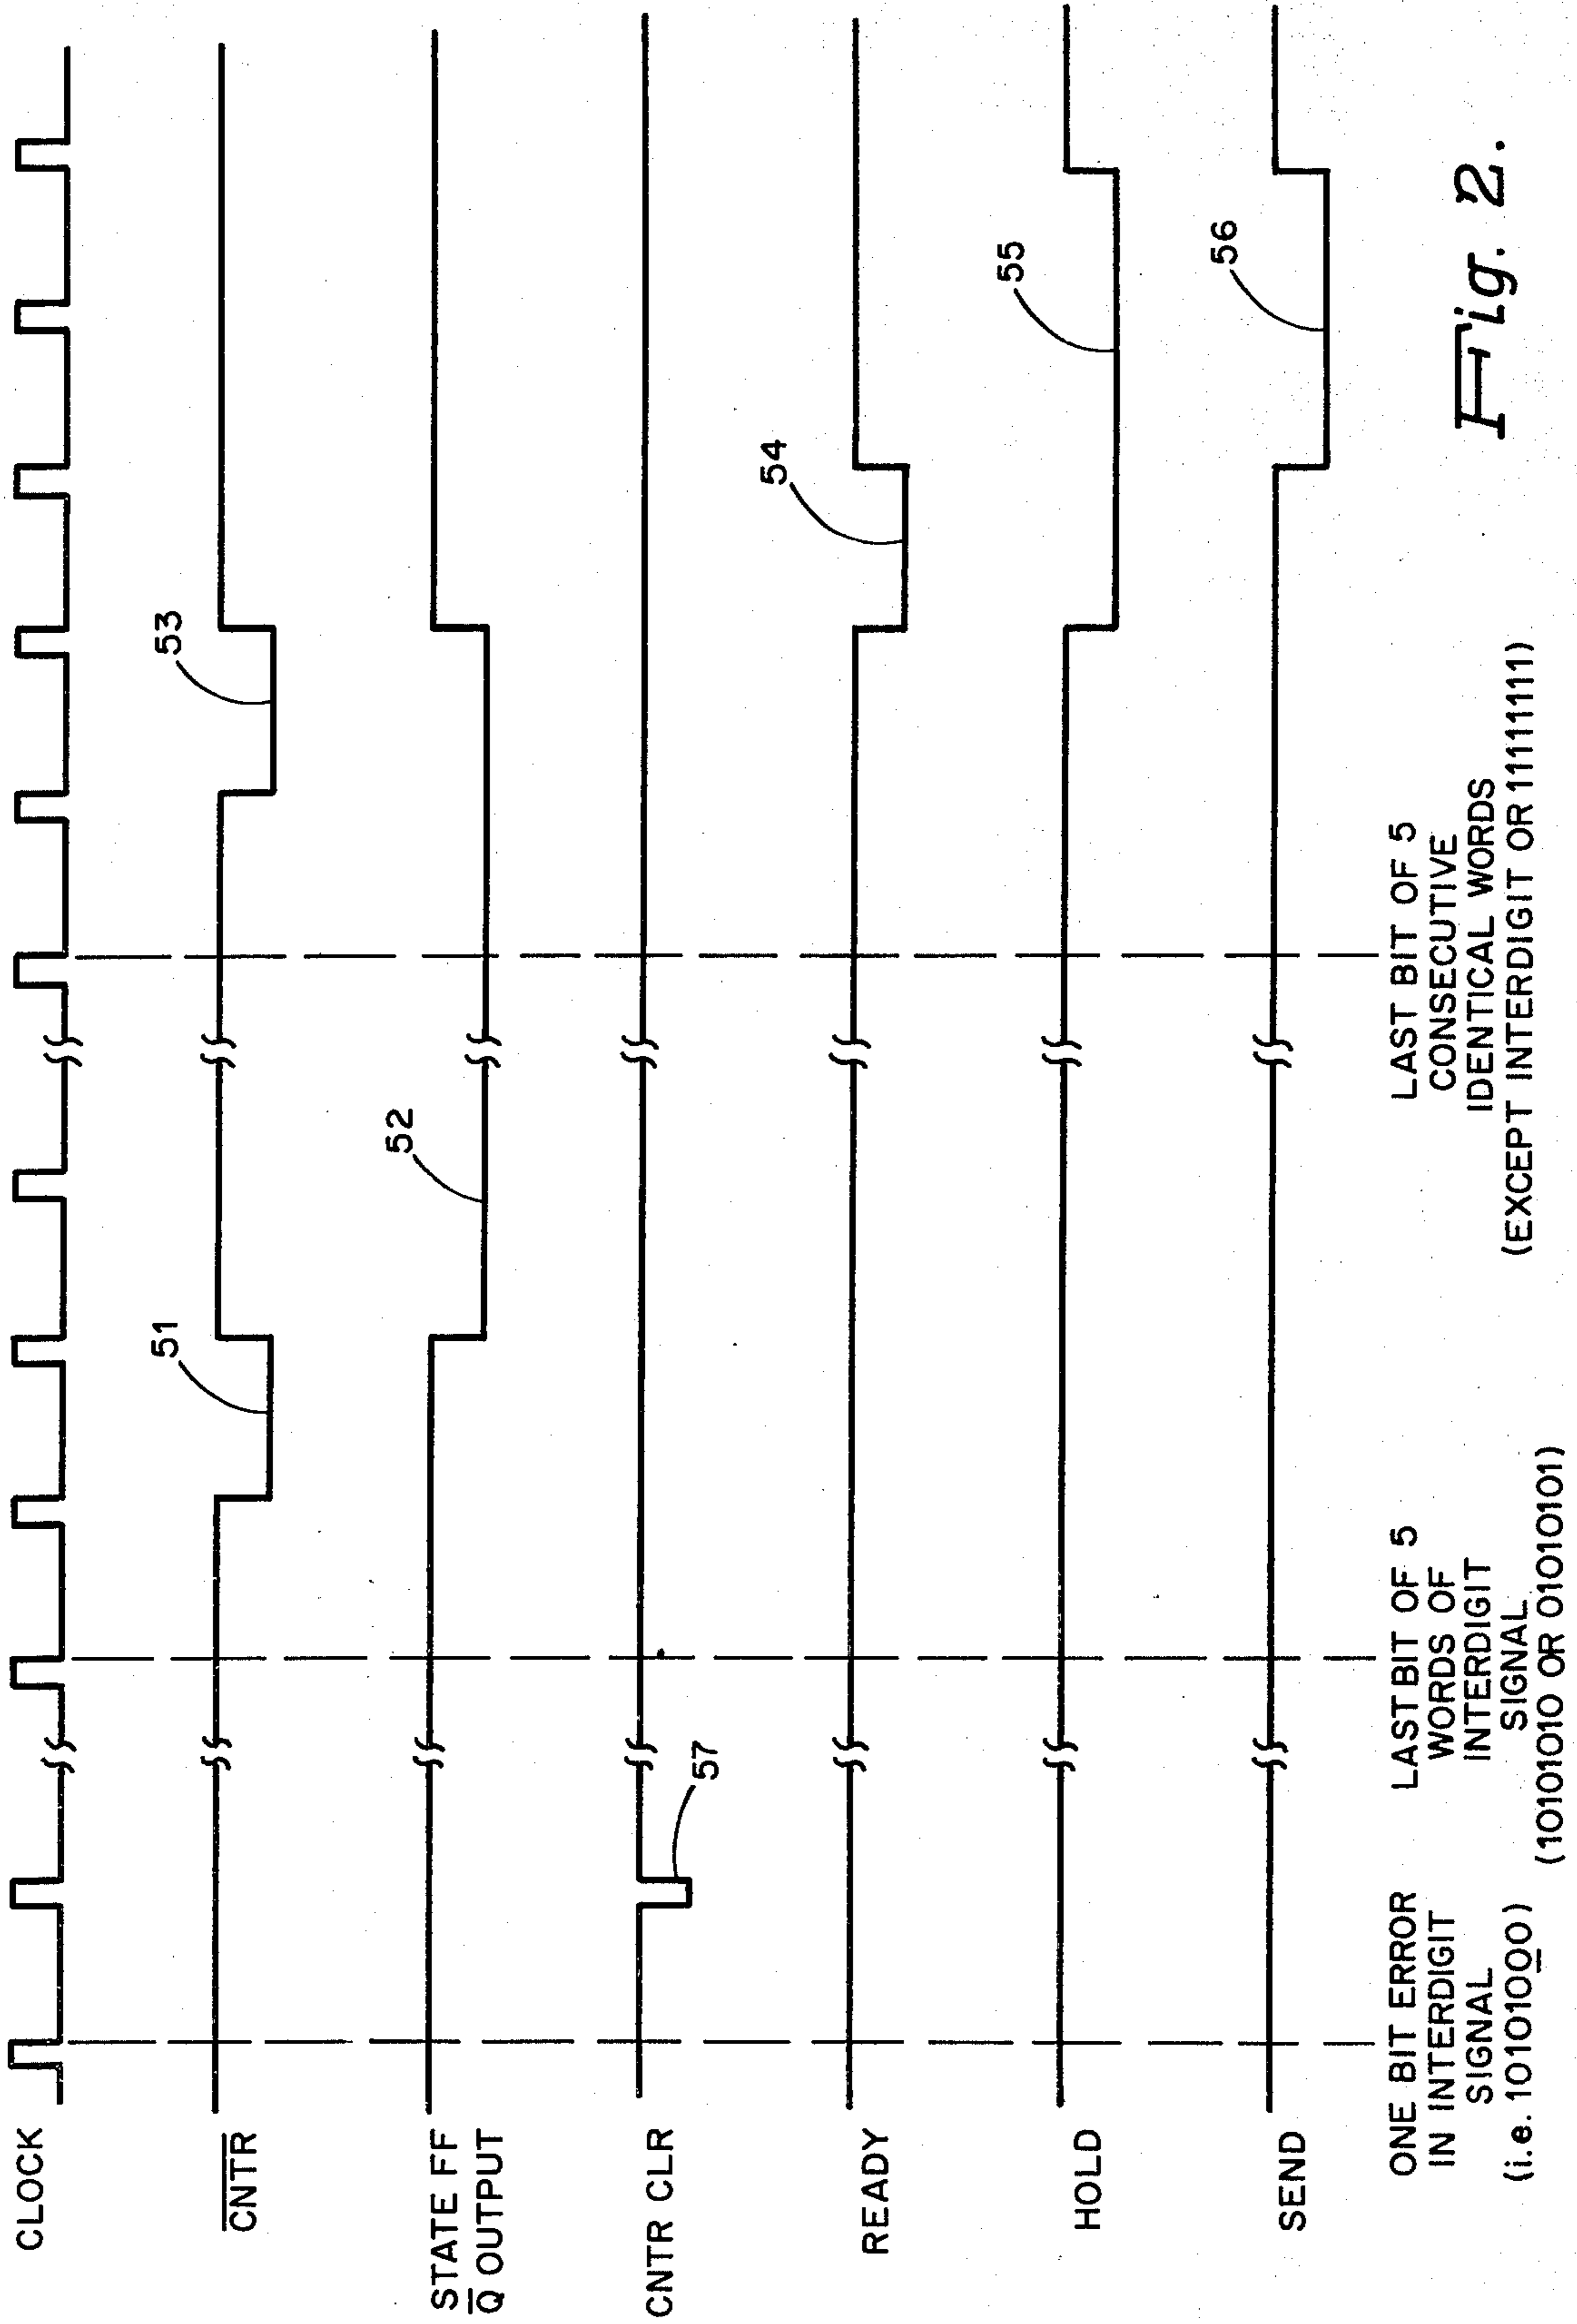 CLOCK
C̅N̅T̅R̅
STATE FF
Q̅ OUTPUT
CNTR CLR
READY
HOLD
SEND
51
52
53
54
55
56
57
ONE BIT ERROR
IN INTERDIGIT
SIGNAL
(i.e. 10101000)
LAST BIT OF 5
WORDS OF
INTERDIGIT
SIGNAL
(10101010 OR 01010101)
LAST BIT OF 5
CONSECUTIVE
IDENTICAL WORDS
(EXCEPT INTERDIGIT OR 11111111)
Fig. 2.